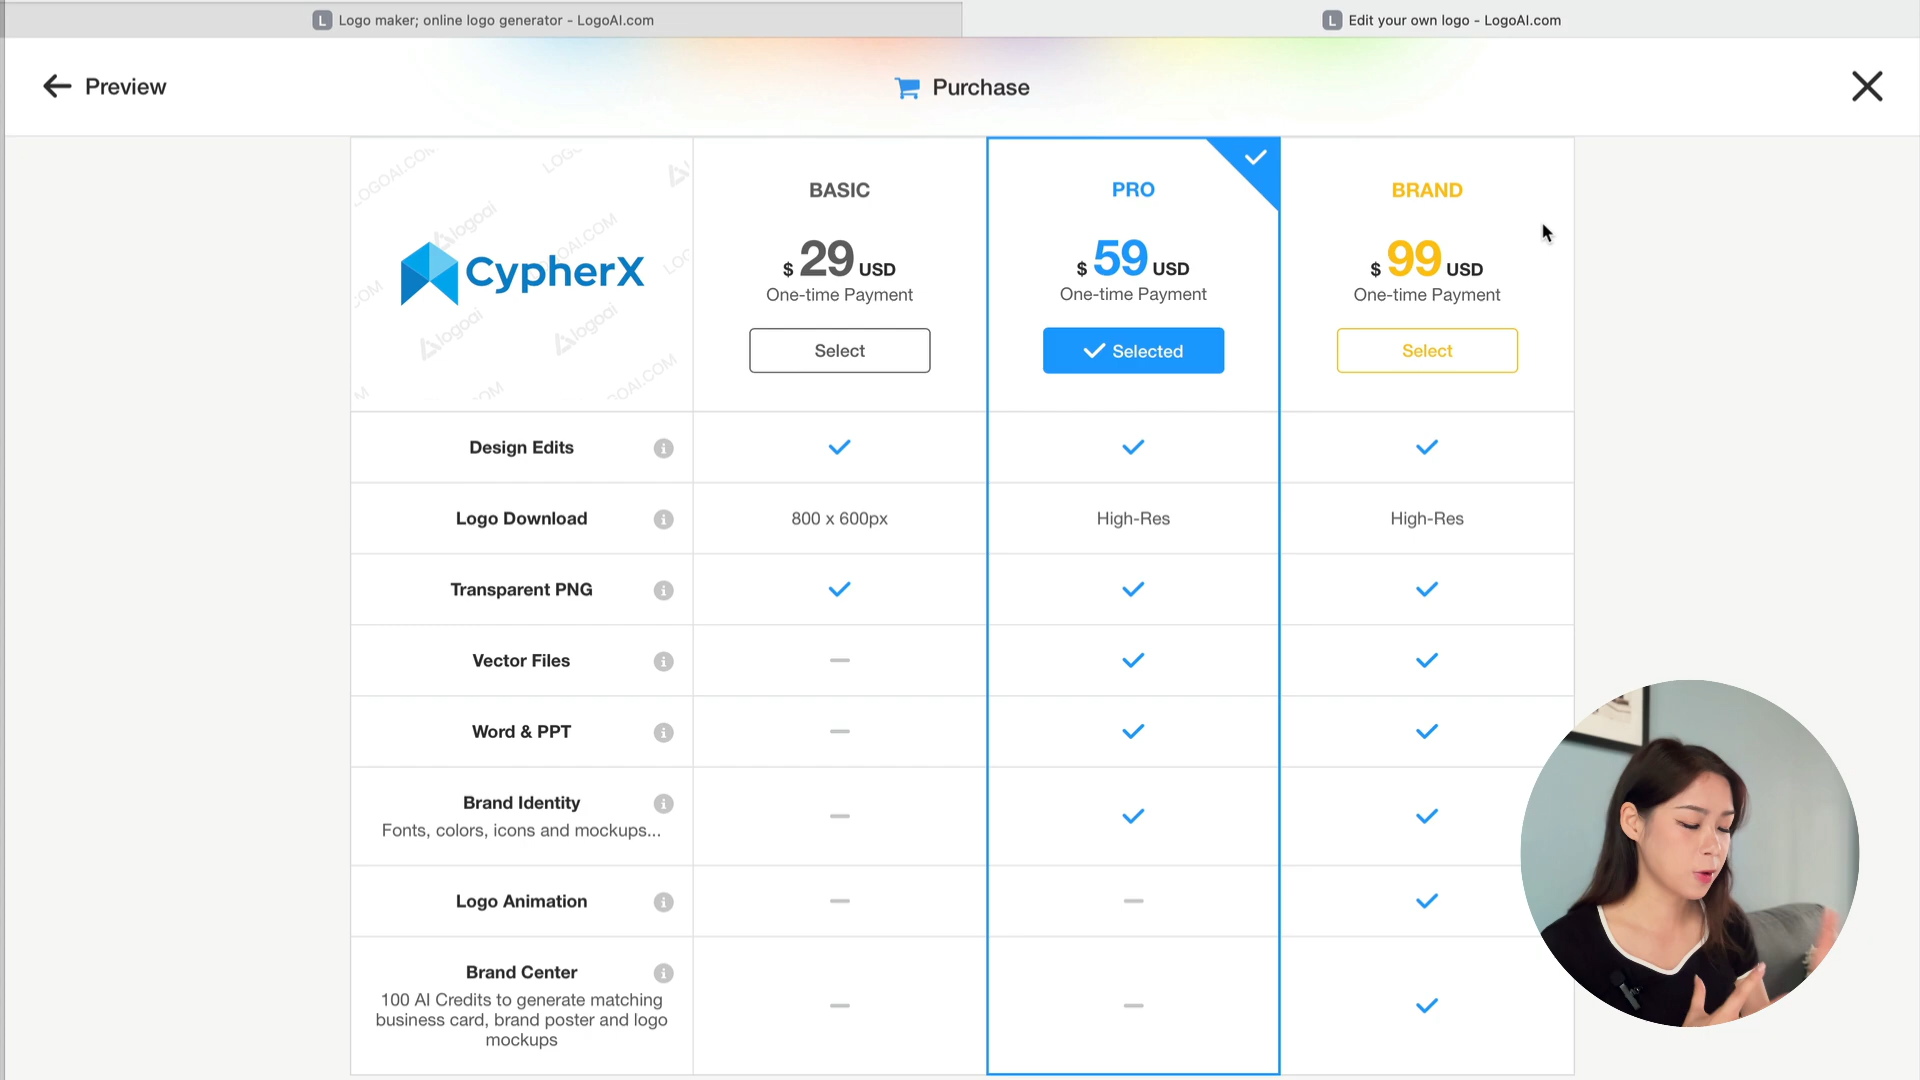 L Logo maker; online logo generator - LogoAI.com
L Edit your own logo - LogoAI.com
Preview
Purchase
LOGOAI.COM
logoai
CypherX
BASIC
$ 29 USD
One-time Payment
Select
PRO
$ 59 USD
One-time Payment
Selected
BRAND
$ 99 USD
One-time Payment
Select
Design Edits
Logo Download
800 x 600px
High-Res
High-Res
Transparent PNG
Vector Files
Word & PPT
Brand Identity
Fonts, colors, icons and mockups...
Logo Animation
Brand Center
100 AI Credits to generate matching
business card, brand poster and logo
mockups